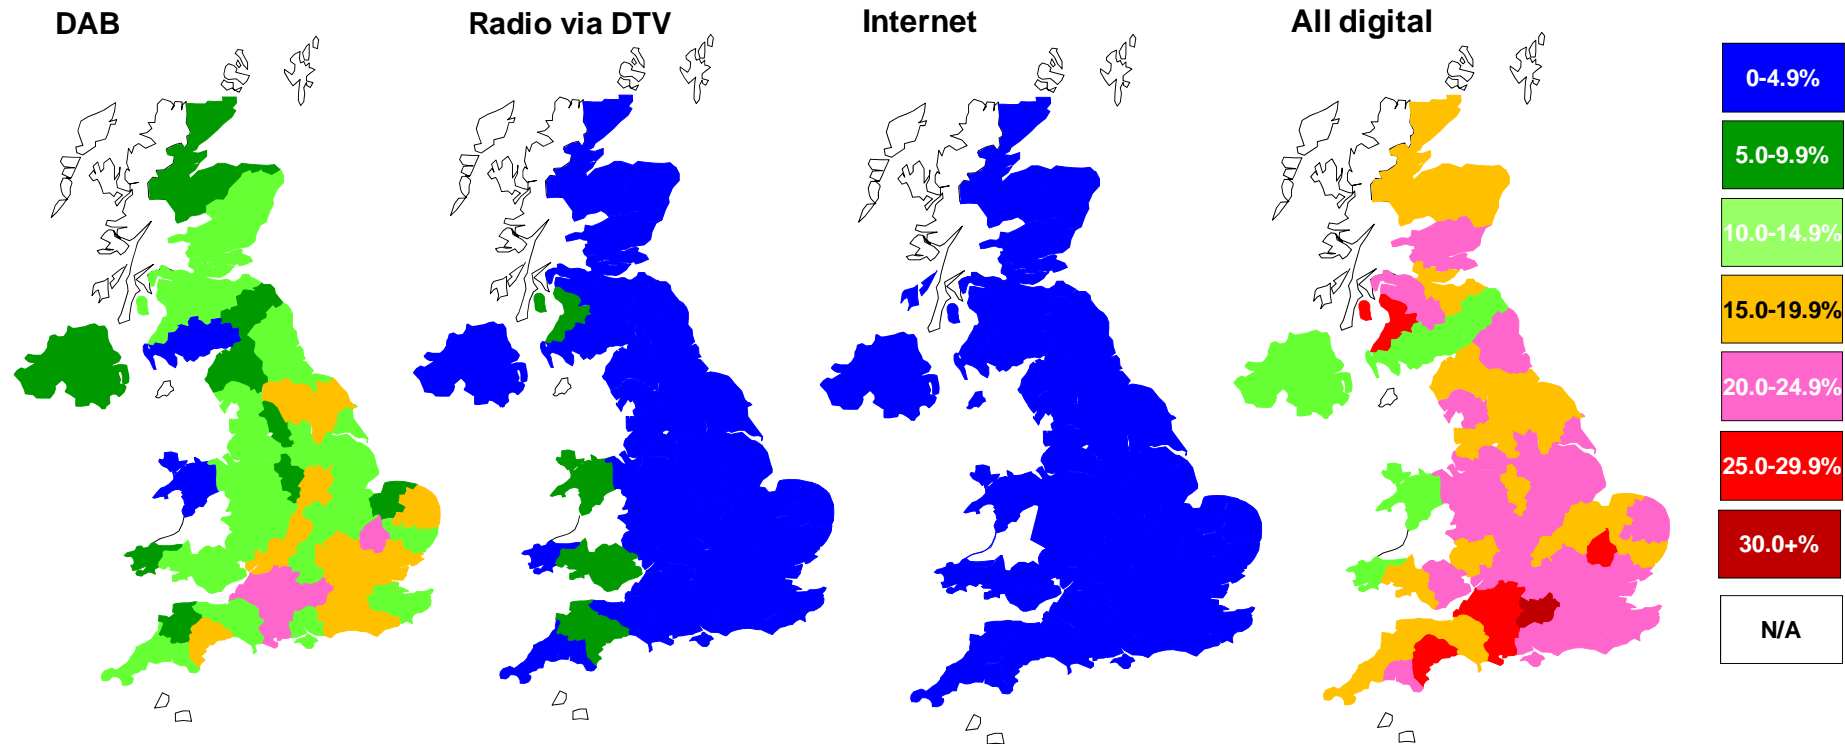 DAB
Radio via DTV
Internet
All digital
0-4.9%
5.0-9.9%
10.0-14.9%
15.0-19.9%
20.0-24.9%
25.0-29.9%
30.0+%
N/A